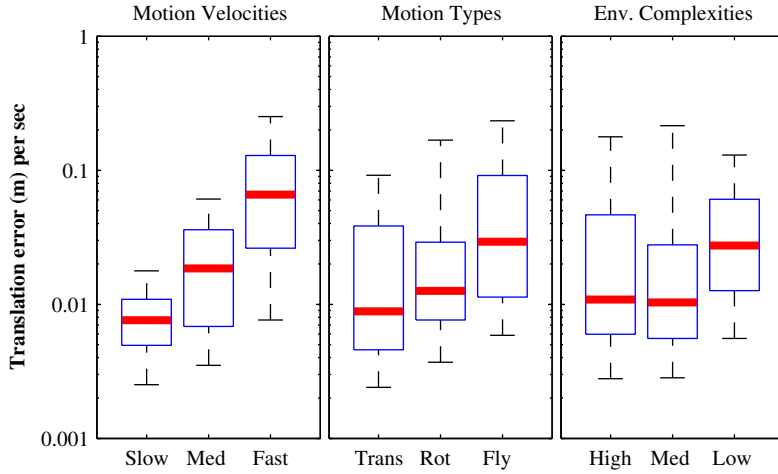 Motion Velocities Motion Types Env. Complexities
Translation error (m) per sec
1
0.1
0.01
0.001
Slow Med Fast Trans Rot Fly High Med Low